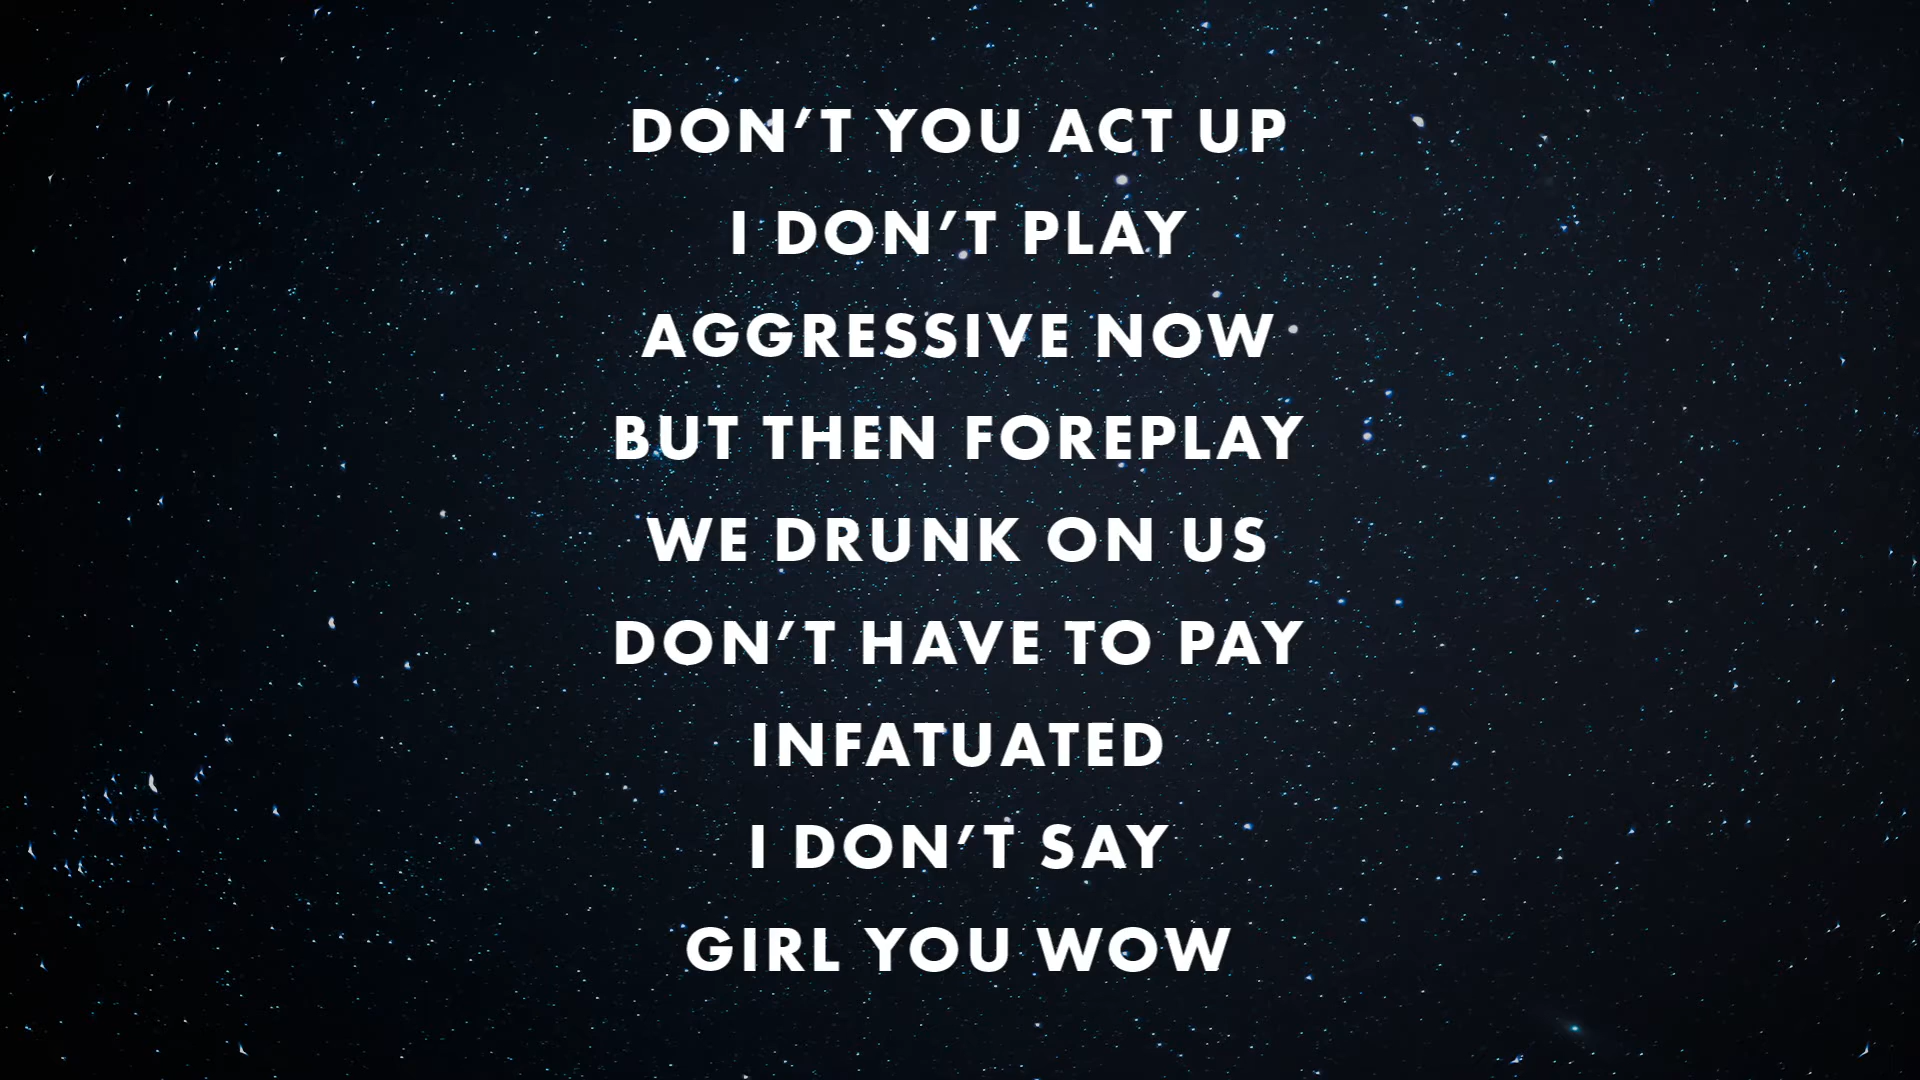 DON’T YOU ACT UP
I DON’T PLAY
AGGRESSIVE NOW
BUT THEN FOREPLAY
WE DRUNK ON US
DON’T HAVE TO PAY
INFATUATED
I DON’T SAY
GIRL YOU WOW